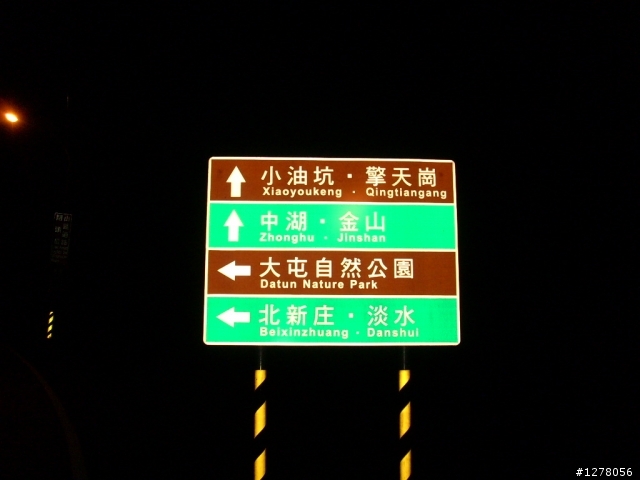 小油坑・擎天崗
Xiaoyoukeng · Qingtiangang
中湖・金山
Zhonghu · Jinshan
大屯自然公園
Datun Nature Park
北新庄・淡水
Beixinzhuang · Danshui
#1278056